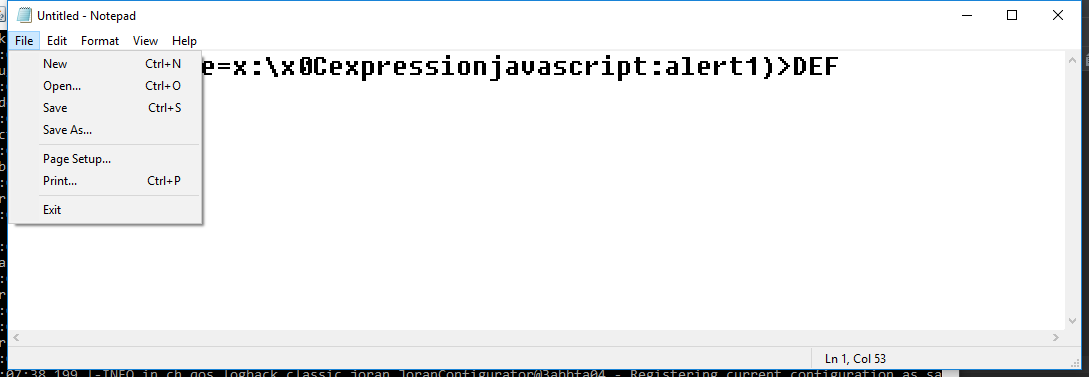 Untitled - Notepad
File Edit Format View Help
New Ctrl+N
Open... Ctrl+O
Save Ctrl+S
Save As...
Page Setup...
Print... Ctrl+P
Exit
e=x:\x0Cexpressionjavascript:alert1)>DEF
Ln 1, Col 53
:07:38,199 |-INFO in ch.qos.logback.classic.joran.JoranConfigurator@3abbfa04 - Registering current configuration as sa